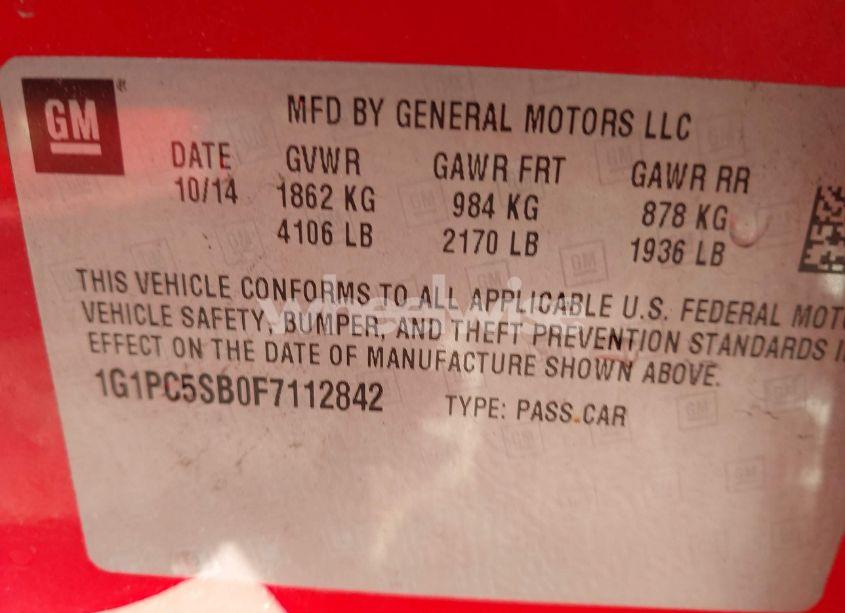 GM
MFD BY GENERAL MOTORS LLC
DATE GVWR GAWR FRT GAWR RR
10/14 1862 KG 984 KG 878 KG
4106 LB 2170 LB 1936 LB
THIS VEHICLE CONFORMS TO ALL APPLICABLE U.S. FEDERAL MOT
VEHICLE SAFETY, BUMPER, AND THEFT PREVENTION STANDARDS I
EFFECT ON THE DATE OF MANUFACTURE SHOWN ABOVE.
1G1PC5SB0F7112842 TYPE: PASS.CAR